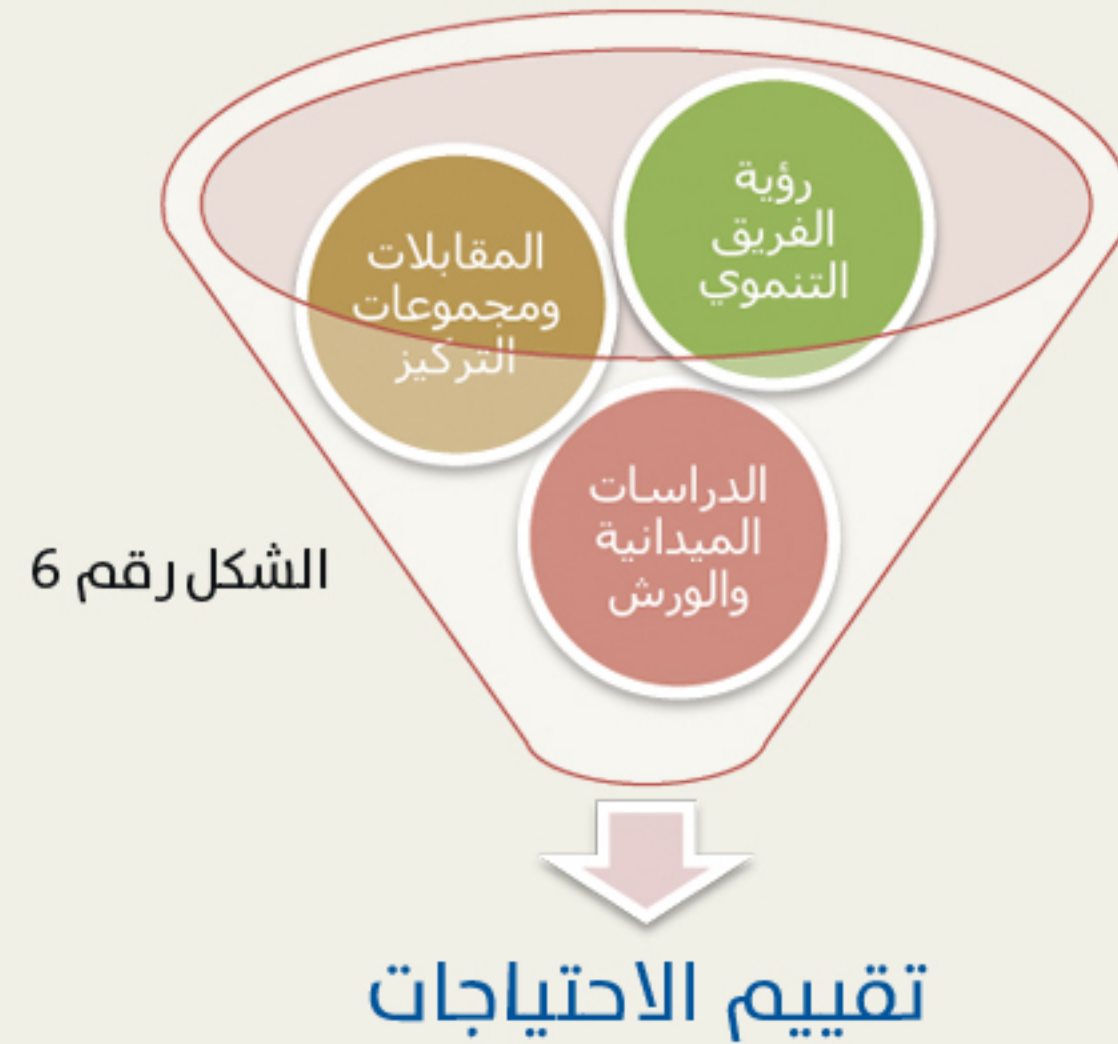 رؤية
الفريق
التنموي
المقابلات
ومجموعات
التركيز
الدراسات
الميدانية
والورش
الشكل رقم 6
تقييم الاحتياجات